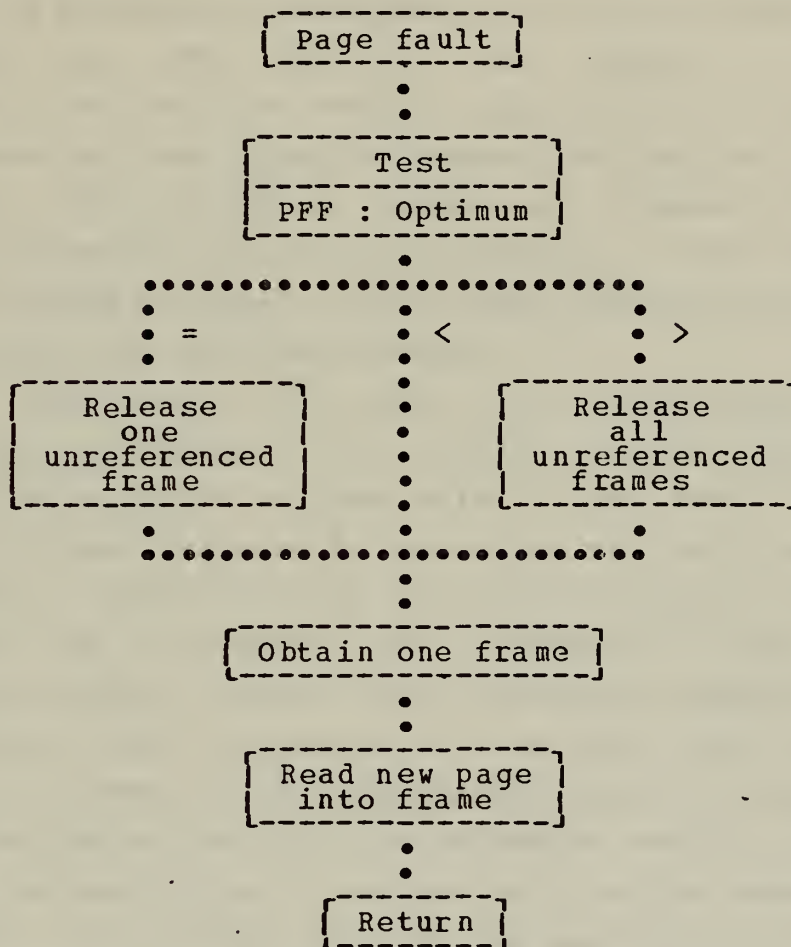 Page fault
Test
PFF : Optimum
=
<
>
Release
one
unreferenced
frame
Release
all
unreferenced
frames
Obtain one frame
Read new page
into frame
Return